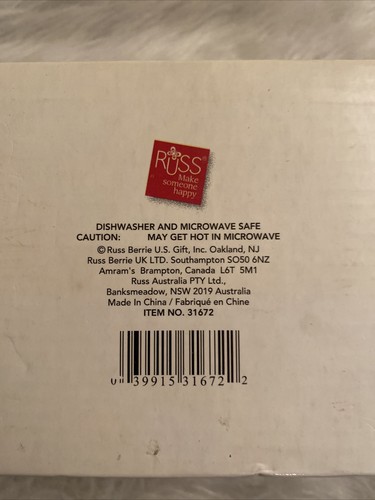 RUSS®
Make
someone
happy
DISHWASHER AND MICROWAVE SAFE
CAUTION: MAY GET HOT IN MICROWAVE
©Russ Berrie U.S. Gift, Inc. Oakland, NJ
Russ Berrie UK LTD. Southampton SO50 6NZ
Amram's Brampton, Canada L6T 5M1
Russ Australia PTY Ltd.,
Banksmeadow, NSW 2019 Australia
Made In China / Fabriqué en Chine
ITEM NO. 31672
0 39915 31672 2